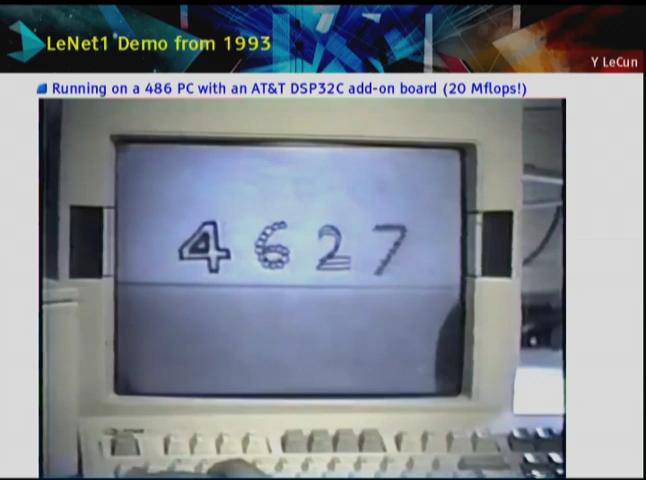 LeNet1 Demo from 1993
Y LeCun
Running on a 486 PC with an AT&T DSP32C add-on board (20 Mflops!)
4627